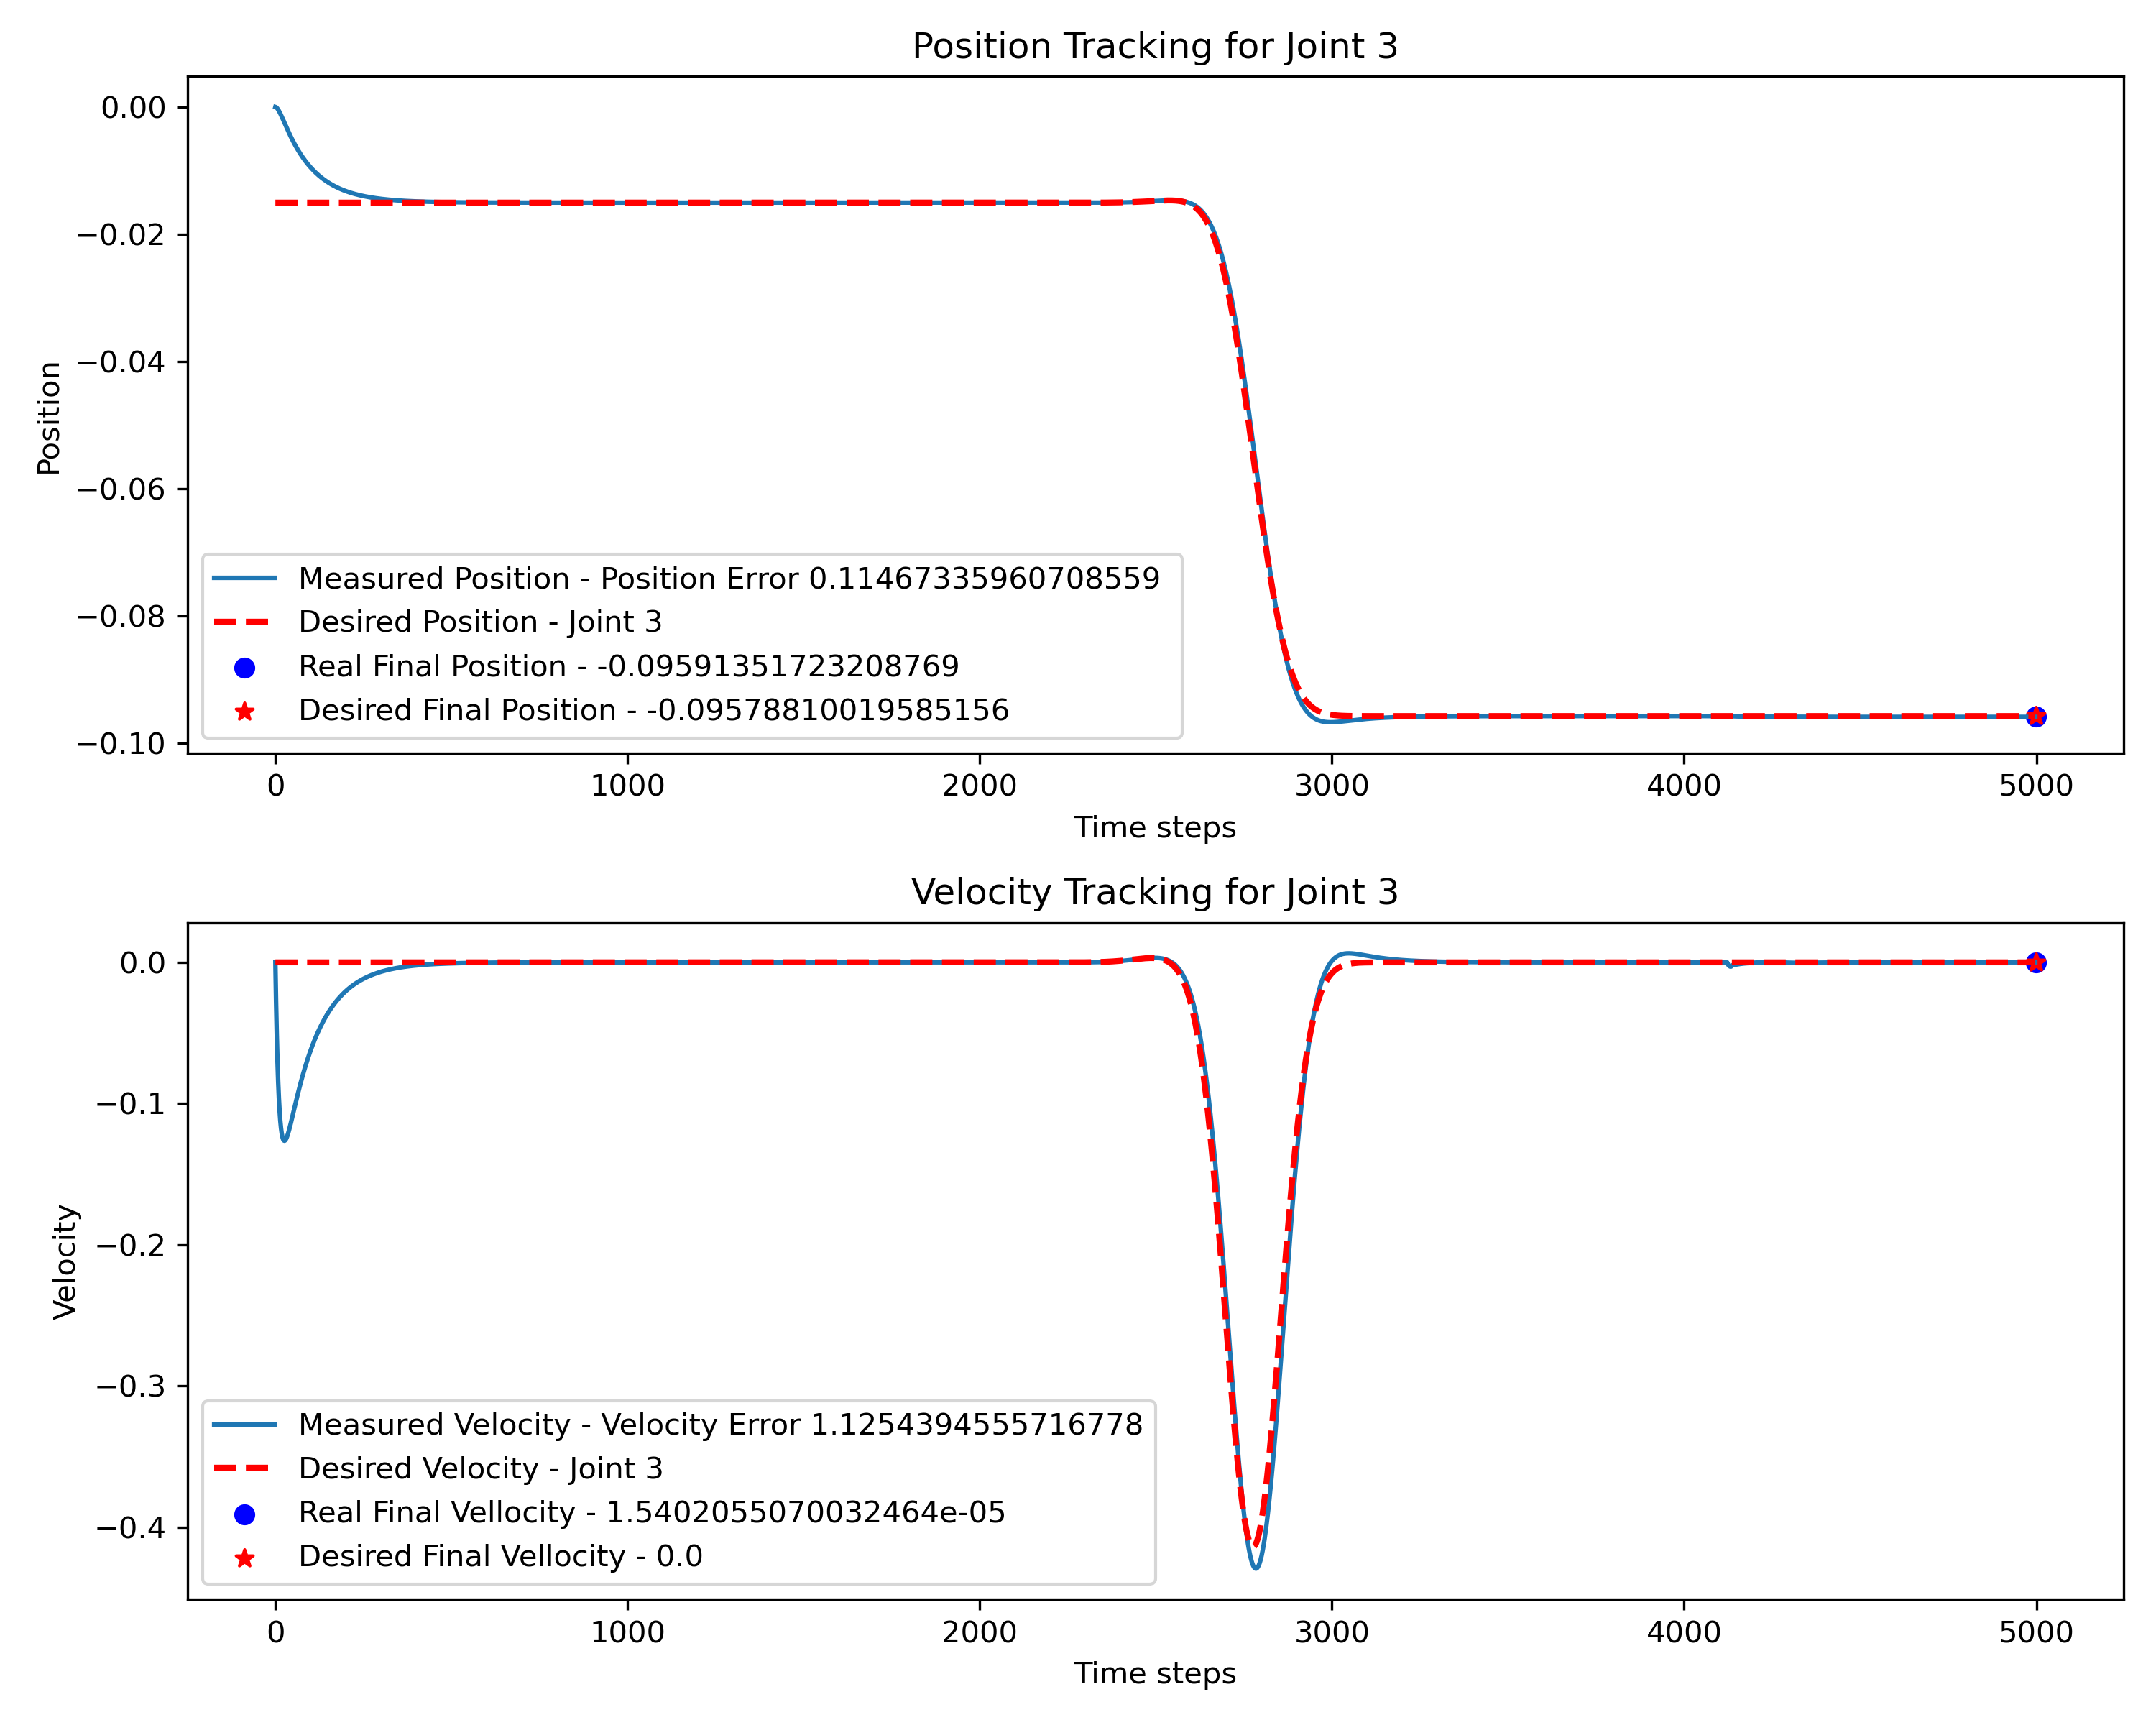 Position Tracking for Joint 3
0.00
−0.02
−0.04
−0.06
−0.08
−0.10
Position
Measured Position - Position Error 0.11467335960708559
Desired Position - Joint 3
Real Final Position - -0.09591351723208769
Desired Final Position - -0.09578810019585156
0 1000 2000 3000 4000 5000
Time steps
Velocity Tracking for Joint 3
0.0
−0.1
−0.2
−0.3
−0.4
Velocity
Measured Velocity - Velocity Error 1.1254394555716778
Desired Velocity - Joint 3
Real Final Vellocity - 1.5402055070032464e-05
Desired Final Vellocity - 0.0
0 1000 2000 3000 4000 5000
Time steps